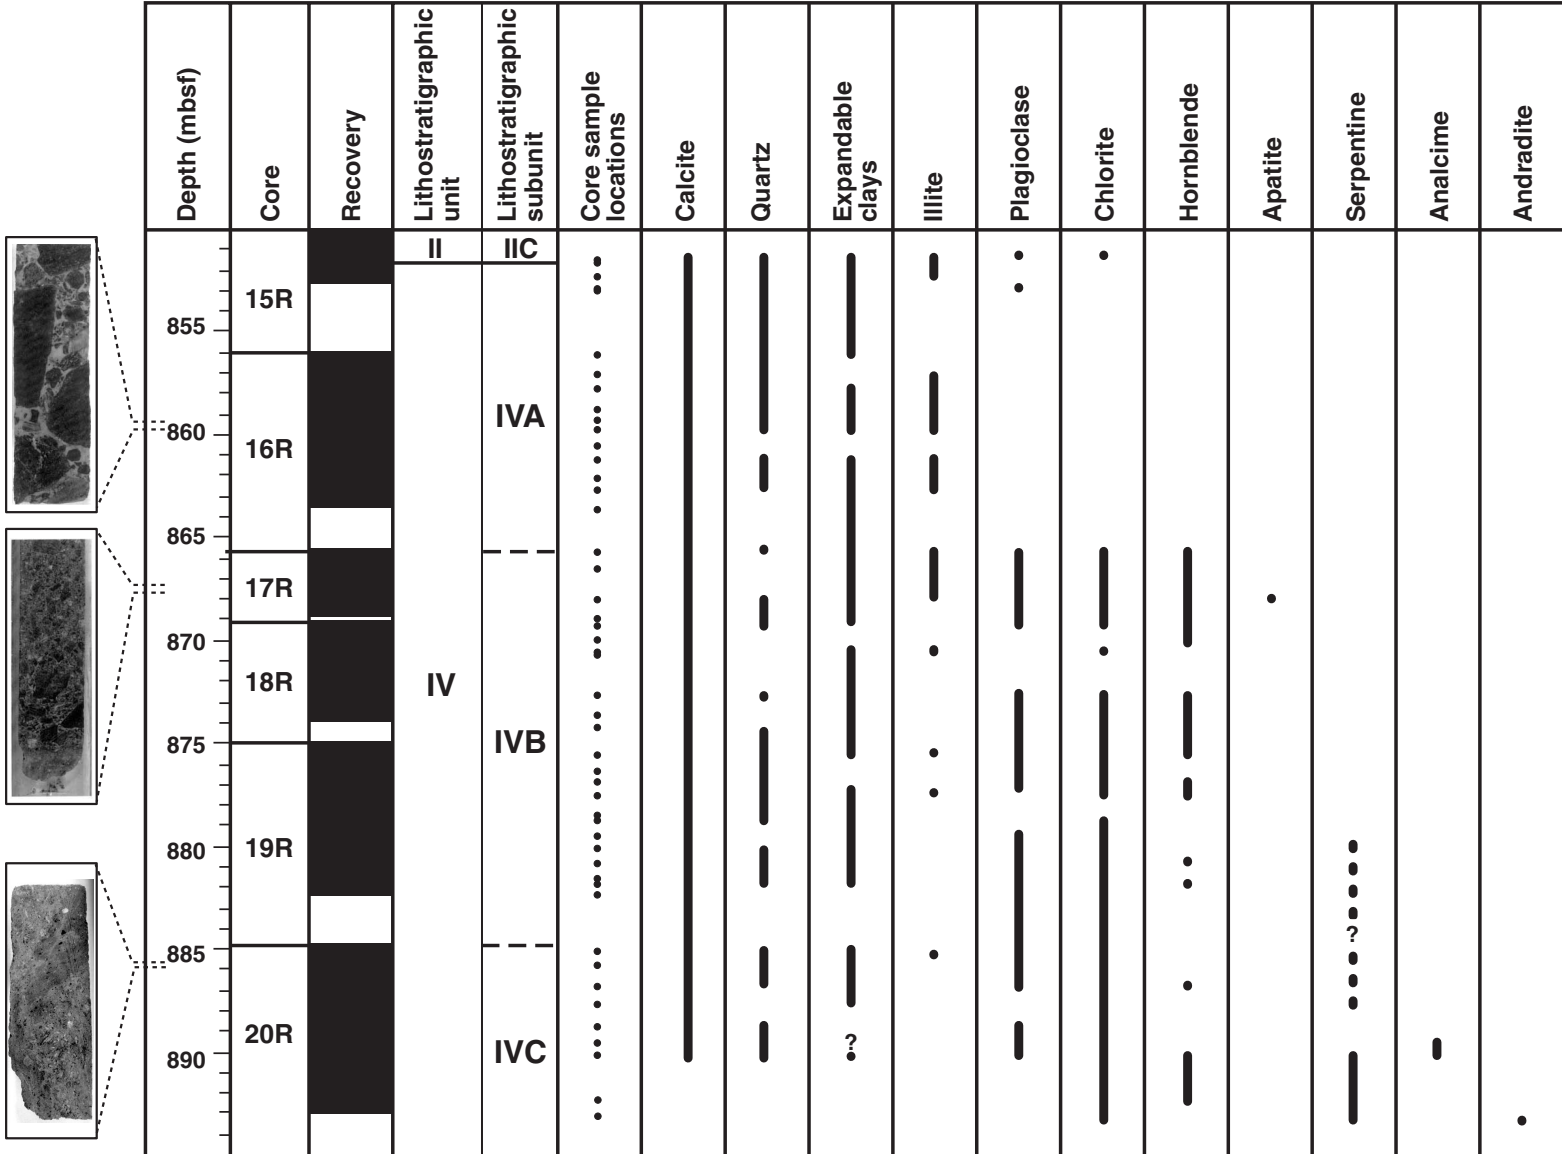 Depth (mbsf)
Core
Recovery
Lithostratigraphic
unit
Lithostratigraphic
subunit
Core sample
locations
Calcite
Quartz
Expandable
clays
Illite
Plagioclase
Chlorite
Hornblende
Apatite
Serpentine
Analcime
Andradite
II
IIC
15R
855
IVA
860
16R
865
17R
870
18R
IV
875
IVB
880
19R
?
885
20R
?
IVC
890